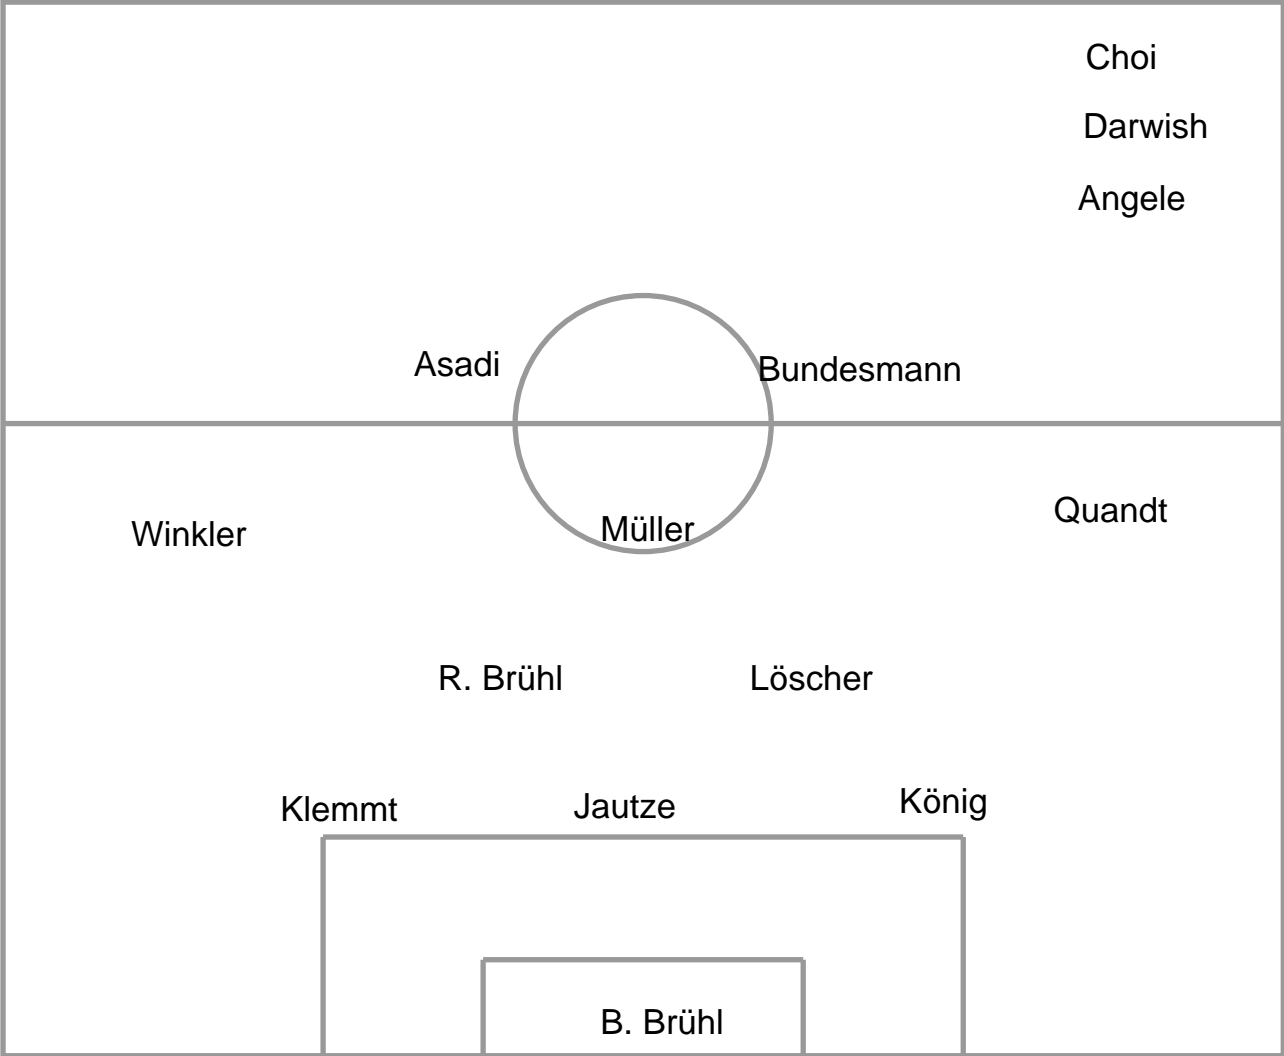 Choi
Darwish
Angele
Asadi
Bundesmann
Winkler
Müller
Quandt
R. Brühl
Löscher
Klemmt
Jautze
König
B. Brühl